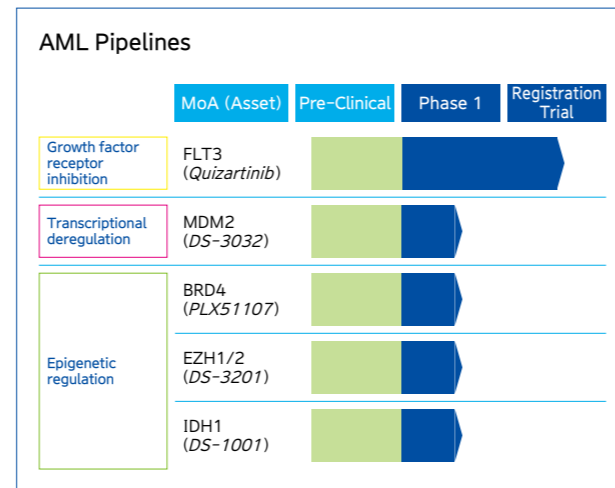 AML Pipelines
MoA (Asset)
Pre-Clinical
Phase 1
Registration
Trial
Growth factor
receptor
inhibition
FLT3
(Quizartinib)
Transcriptional
deregulation
MDM2
(DS-3032)
Epigenetic
regulation
BRD4
(PLX51107)
EZH1/2
(DS-3201)
IDH1
(DS-1001)